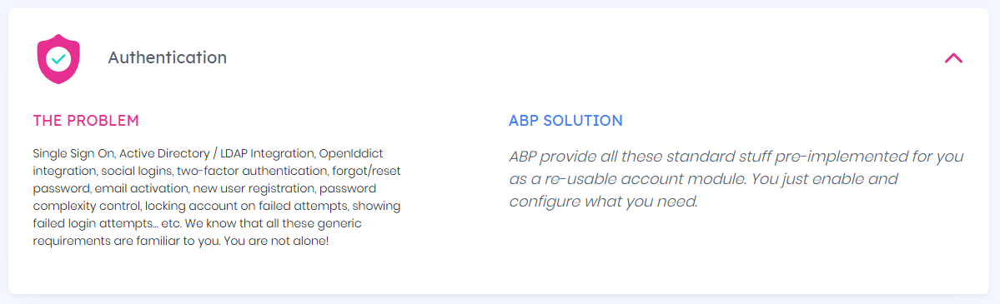 Authentication
THE PROBLEM
Single Sign On, Active Directory / LDAP Integration, OpenIddict
integration, social logins, two-factor authentication, forgot/reset
password, email activation, new user registration, password
complexity control, locking account on failed attempts, showing
failed login attempts... etc. We know that all these generic
requirements are familiar to you. You are not alone!
ABP SOLUTION
ABP provide all these standard stuff pre-implemented for you
as a re-usable account module. You just enable and
configure what you need.